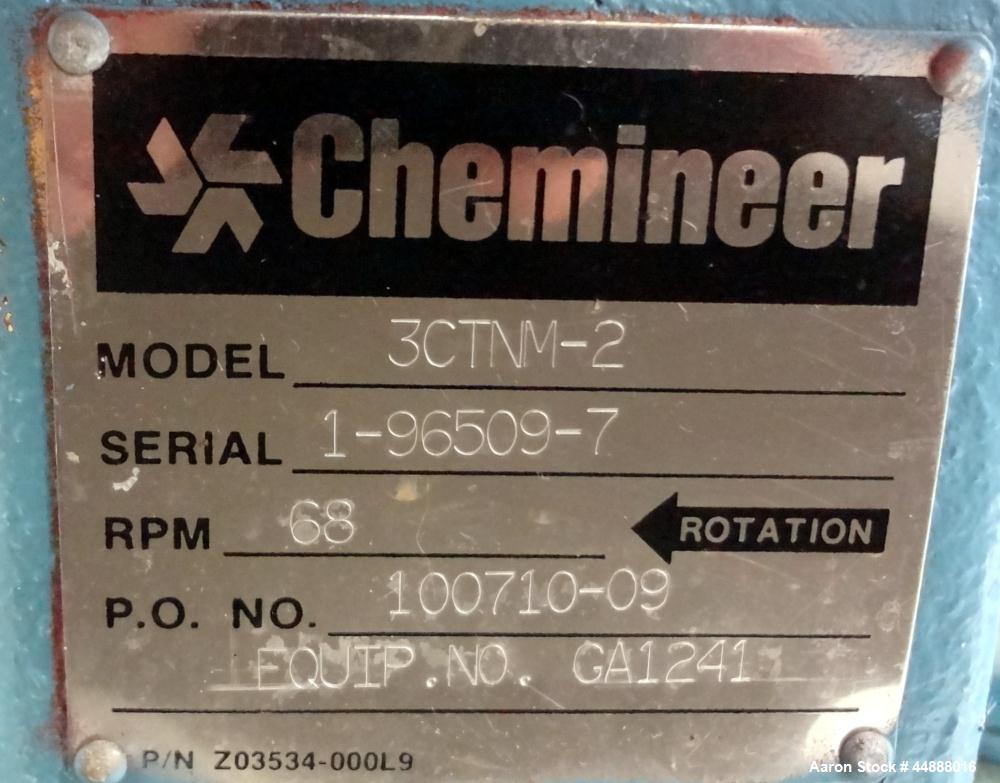 Chemineer
MODEL 3CTNM-2
SERIAL 1-96509-7
RPM 68 ROTATION
P.O. NO. 100710-09
EQUIP.NO. GA1241
P/N Z03534-000L9
Aaron Stock # 44888016